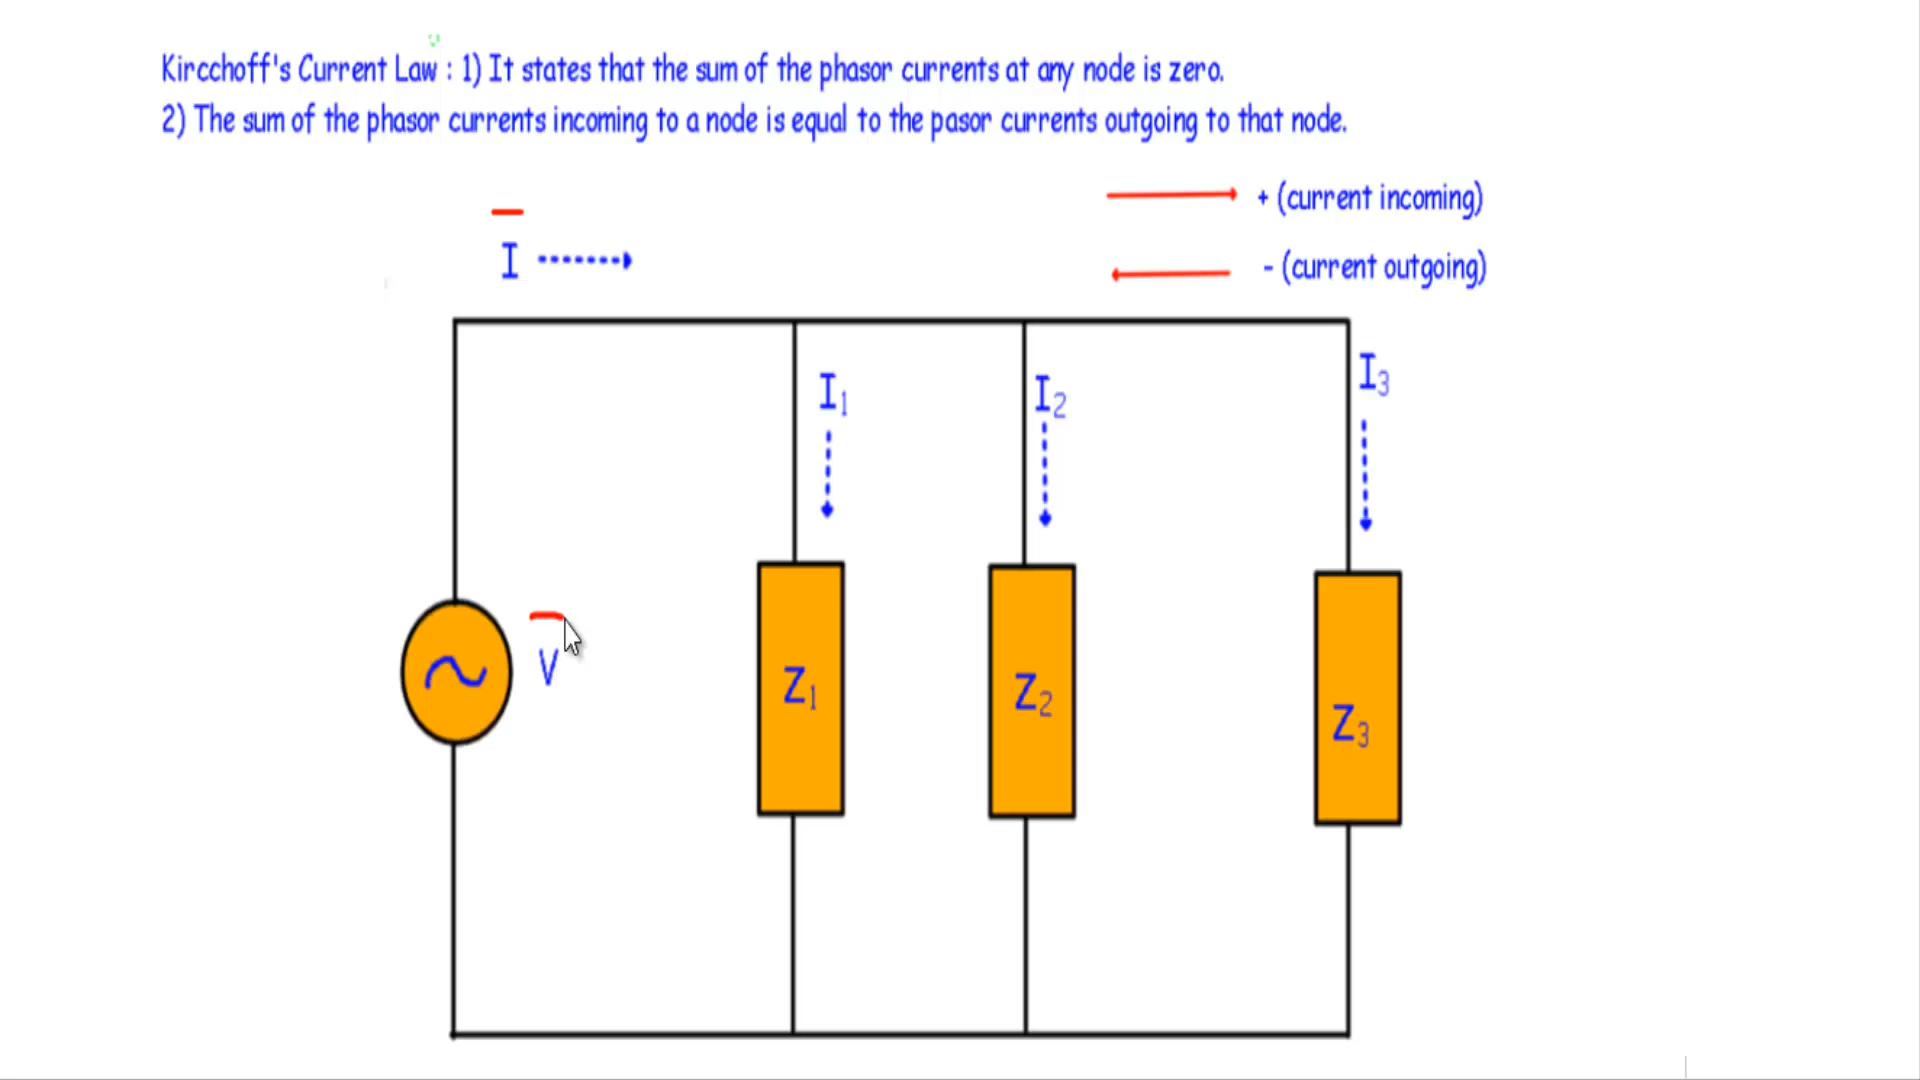 Kircchoff's Current Law : 1) It states that the sum of the phasor currents at any node is zero.
2) The sum of the phasor currents incoming to a node is equal to the pasor currents outgoing to that node.
+ (current incoming)
I
- (current outgoing)
I3
I1
I2
V
Z1
Z2
Z3